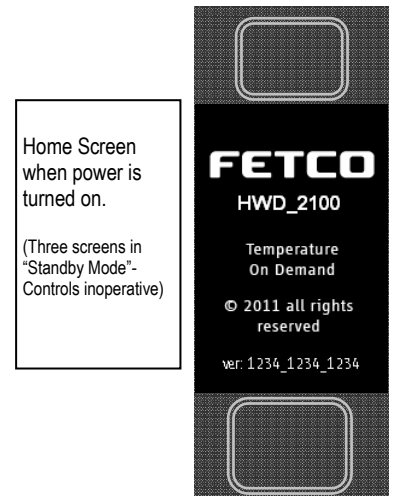 Home Screen
when power is
turned on.
(Three screens in
“Standby Mode”-
Controls inoperative)
FETCO
HWD_2100
Temperature
On Demand
© 2011 all rights
reserved
ver: 1234_1234_1234